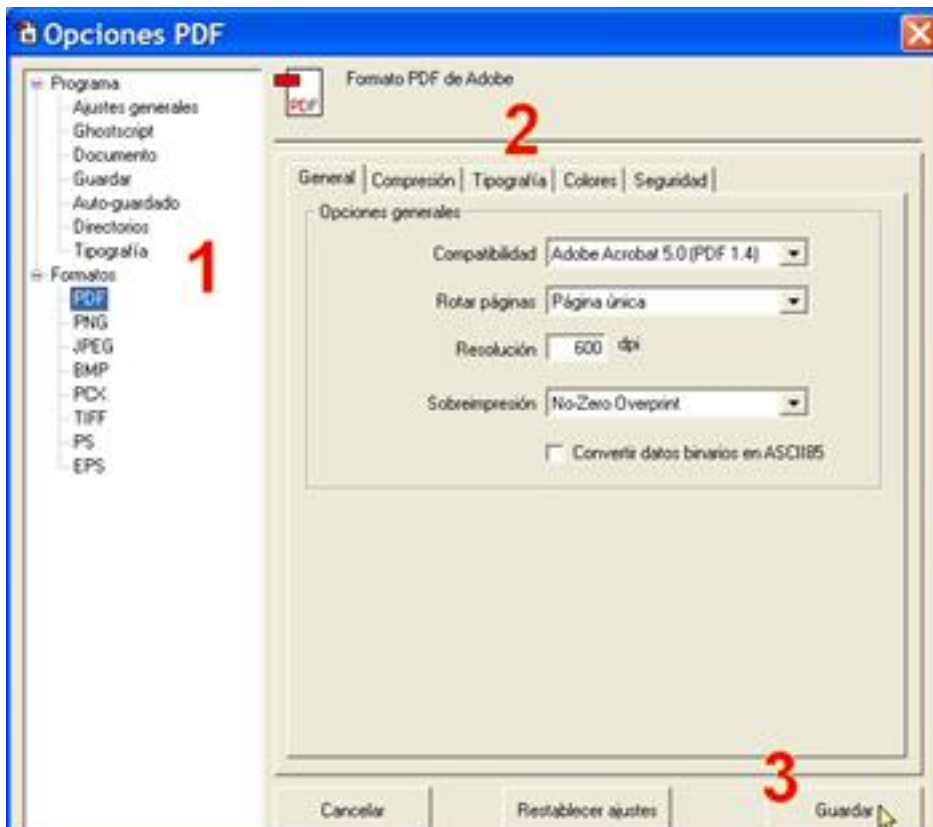 Opciones PDF
Programa
Ajustes generales
Ghostscript
Documento
Guardar
Auto-guardado
Directorios
Tipografía
1
Formatos
PDF
PNG
JPEG
BMP
PCX
TIFF
PS
EPS
PDF
Formato PDF de Adobe
2
General Compresión Tipografía Colores Seguridad
Opciones generales
Compatibilidad Adobe Acrobat 5.0 (PDF 1.4)
Rotar páginas Página única
Resolución 600 dpi
Sobreimpresión No-Zero Overprint
Convertir datos binarios en ASCII85
3
Cancelar Restablecer ajustes Guardar